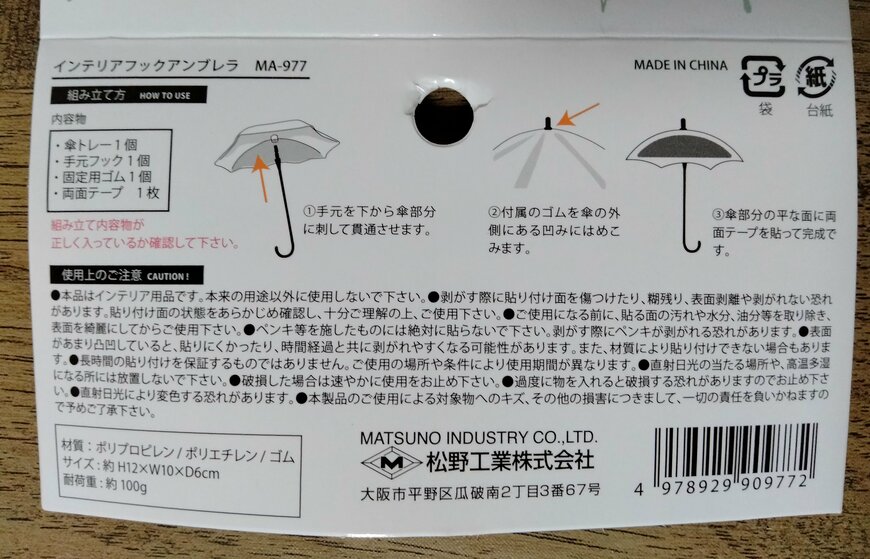 インテリアフックアンブレラ MA-977
MADE IN CHINA
プラ
袋
紙
台紙
組み立て方 HOW TO USE
内容物
・傘トレー1個
・手元フック1個
・固定用ゴム1個
・両面テープ 1枚
組み立て内容物が
正しく入っているか確認して下さい。
①手元を下から傘部分
に刺して貫通させます。
②付属のゴムを傘の外
側にある凹みにはめこ
みます。
③傘部分の平な面に両
面テープを貼って完成で
す。
使用上のご注意 CAUTION!
●本品はインテリア用品です。本来の用途以外に使用しないで下さい。●剥がす際に貼り付け面を傷つけたり、糊残り、表面剥離や剥がれない恐れ
があります。貼り付け面の状態をあらかじめ確認し、十分ご理解の上、ご使用下さい。●ご使用になる前に、貼る面の汚れや水分、油分等を取り除き、
表面を綺麗にしてからご使用下さい。●ペンキ等を施したものには絶対に貼らないで下さい。剥がす際にペンキが剥がれる恐れがあります。●表面
があまり凸凹していると、貼りにくかったり、時間経過と共に剥がれやすくなる可能性があります。また、材質により貼り付けできない場合もありま
す。●長時間の貼り付けを保証するものではありません。ご使用の場所や条件により使用期間が異なります。●直射日光の当たる場所や、高温多湿
になる所には放置しないで下さい。●破損した場合は速やかに使用をお止め下さい。●過度に物を入れると破損する恐れがありますのでお止め下さ
い。●直射日光により変色する恐れがあります。●本製品のご使用による対象物へのキズ、その他の損害につきまして、一切の責任を負いかねますの
で予めご了承下さい。
材質：ポリプロピレン/ポリエチレン/ゴム
サイズ：約 H12×W10×D6cm
耐荷重：約100g
MATSUNO INDUSTRY CO.,LTD.
M 松野工業株式会社
大阪市平野区瓜破南2丁目3番67号
4 978929 909772